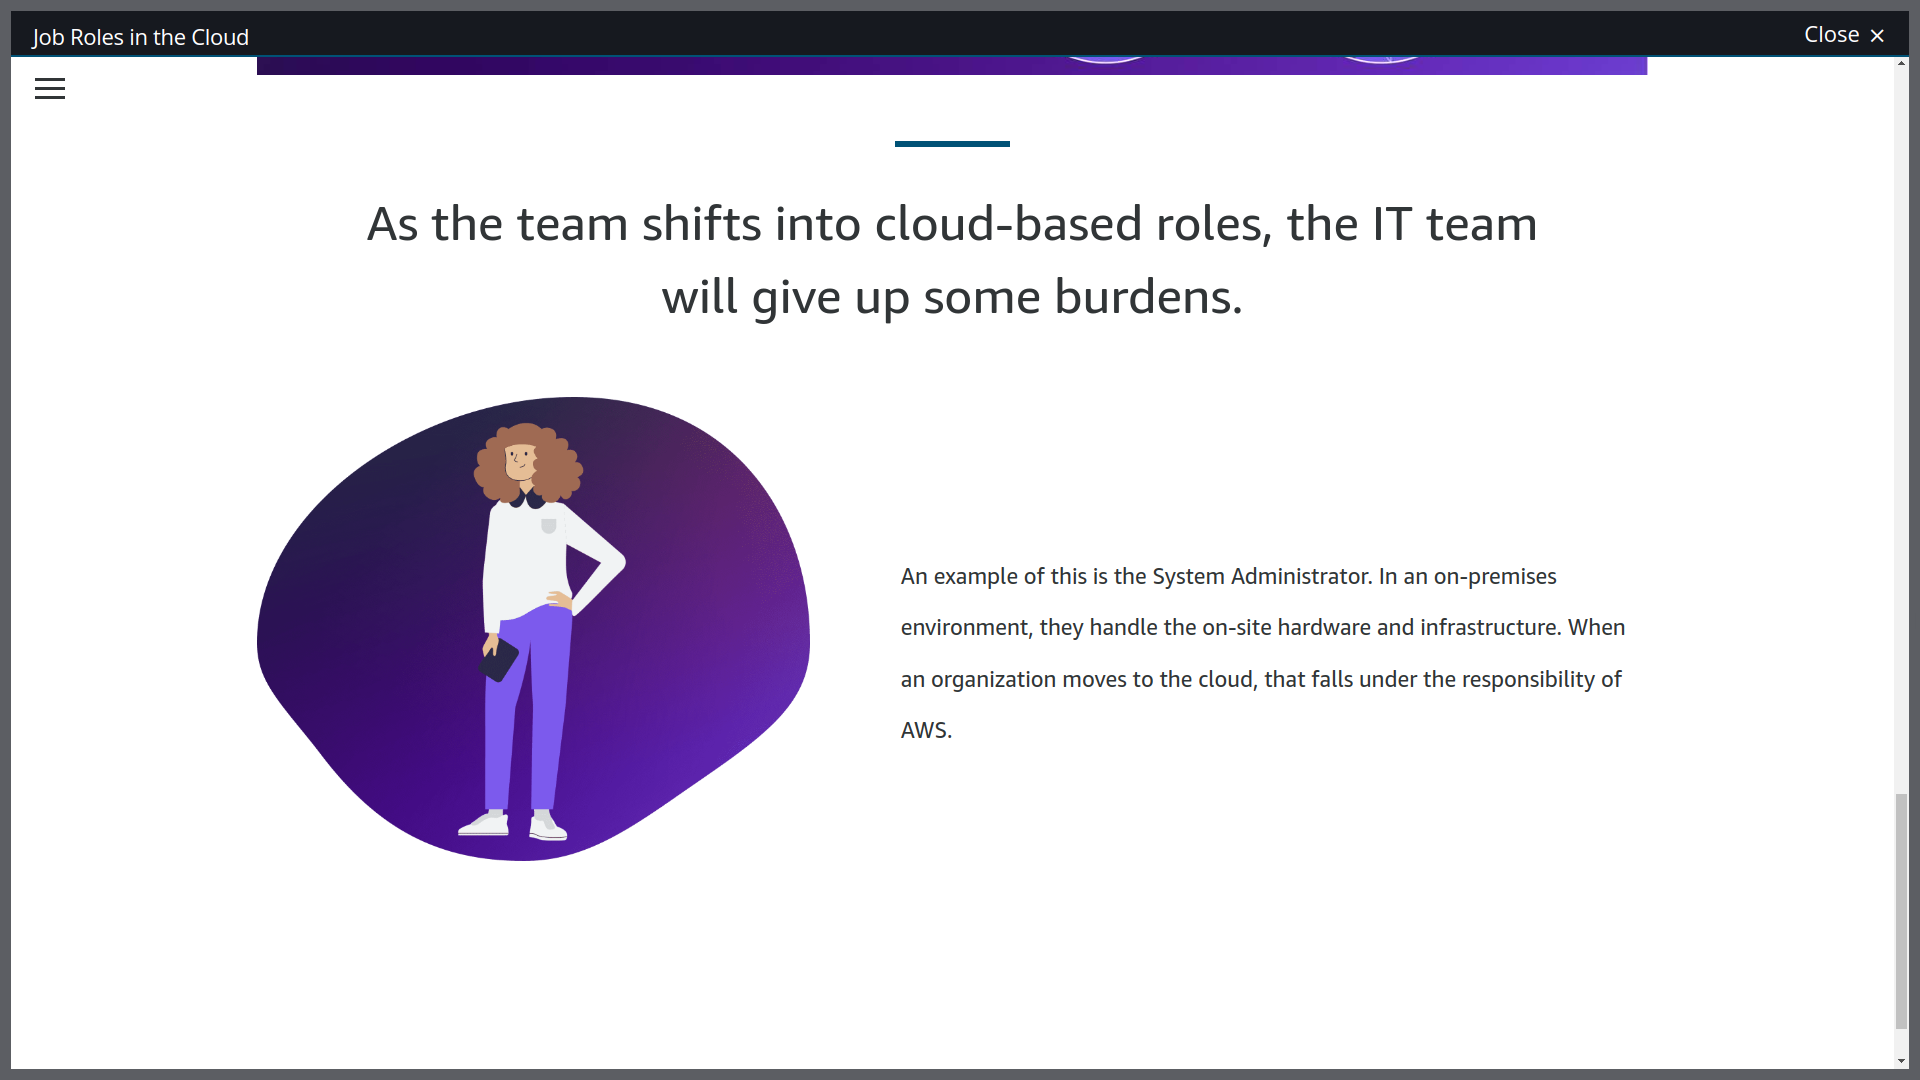 Job Roles in the Cloud
Close ×
As the team shifts into cloud-based roles, the IT team
will give up some burdens.
An example of this is the System Administrator. In an on-premises
environment, they handle the on-site hardware and infrastructure. When
an organization moves to the cloud, that falls under the responsibility of
AWS.